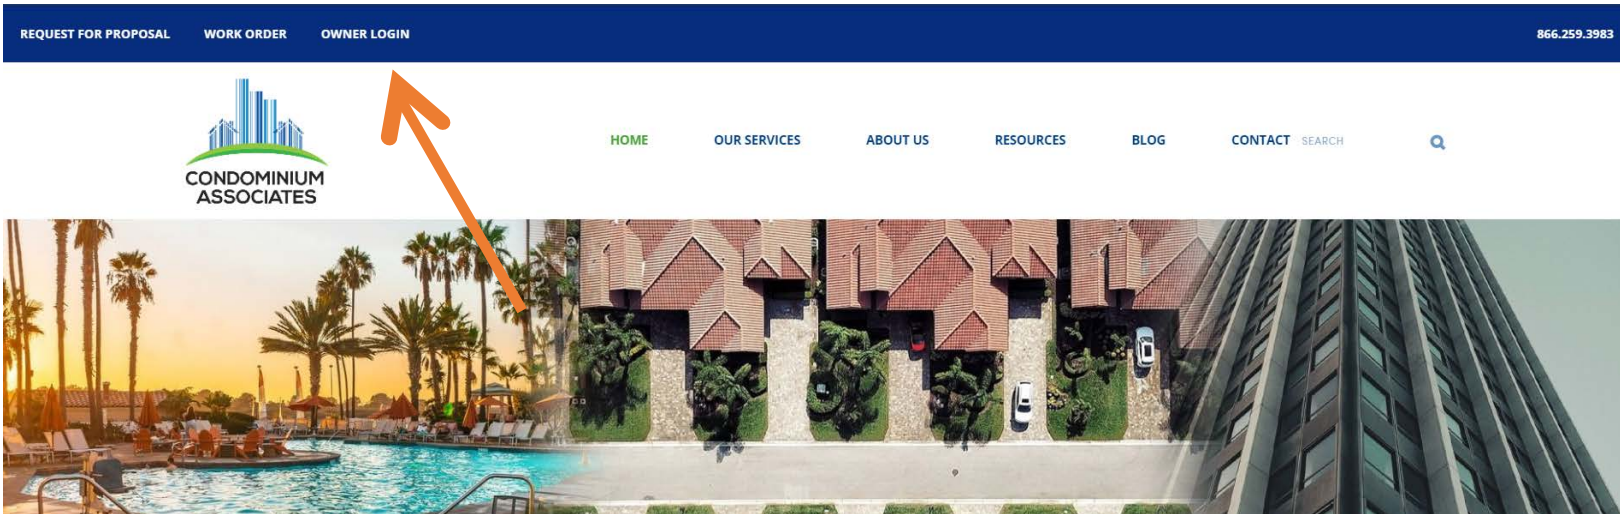 REQUEST FOR PROPOSAL WORK ORDER OWNER LOGIN 866.259.3983
CONDOMINIUM
ASSOCIATES
HOME OUR SERVICES ABOUT US RESOURCES BLOG CONTACT SEARCH